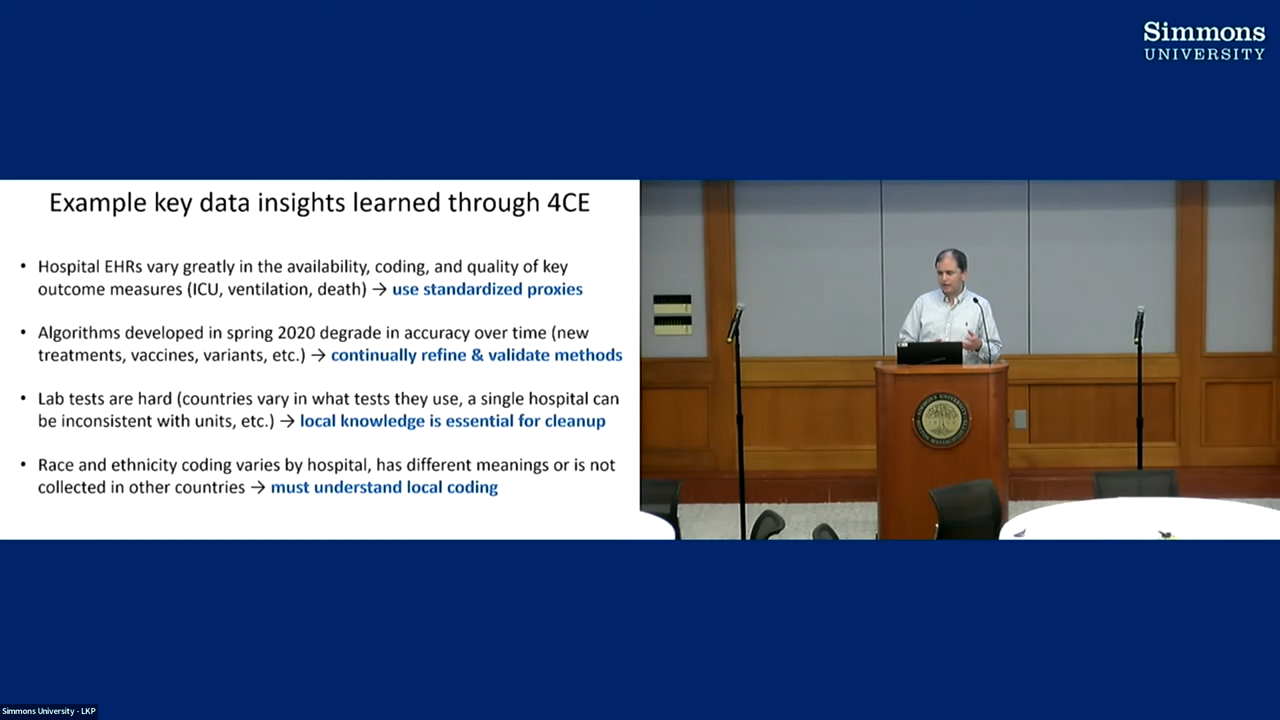 Simmons
UNIVERSITY
Example key data insights learned through 4CE
• Hospital EHRs vary greatly in the availability, coding, and quality of key
outcome measures (ICU, ventilation, death) → use standardized proxies
• Algorithms developed in spring 2020 degrade in accuracy over time (new
treatments, vaccines, variants, etc.) → continually refine & validate methods
• Lab tests are hard (countries vary in what tests they use, a single hospital can
be inconsistent with units, etc.) → local knowledge is essential for cleanup
• Race and ethnicity coding varies by hospital, has different meanings or is not
collected in other countries → must understand local coding
Simmons University - LKP